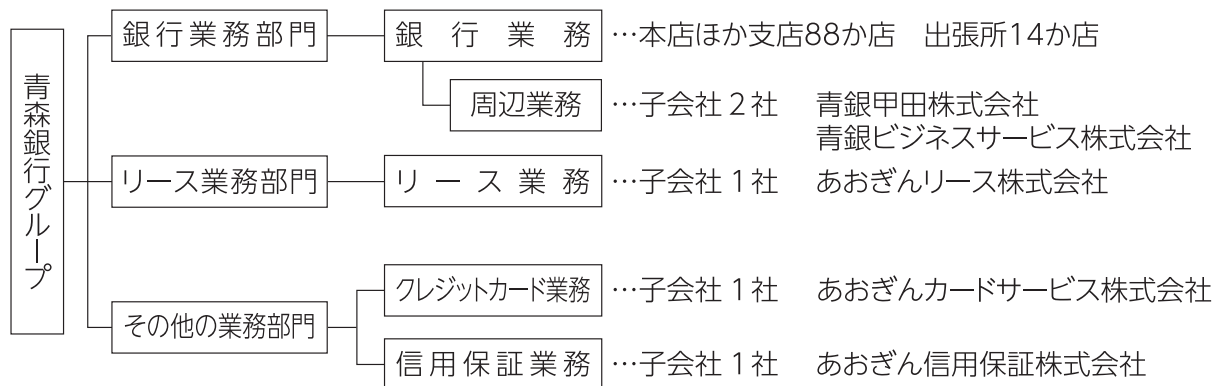 青森銀行グループ
銀行業務部門 銀行業務 …本店ほか支店88か店 出張所14か店
周辺業務 …子会社2社 青銀甲田株式会社
青銀ビジネスサービス株式会社
リース業務部門 リース業務 …子会社1社 あおぎんリース株式会社
その他の業務部門
クレジットカード業務 …子会社1社 あおぎんカードサービス株式会社
信用保証業務 …子会社1社 あおぎん信用保証株式会社